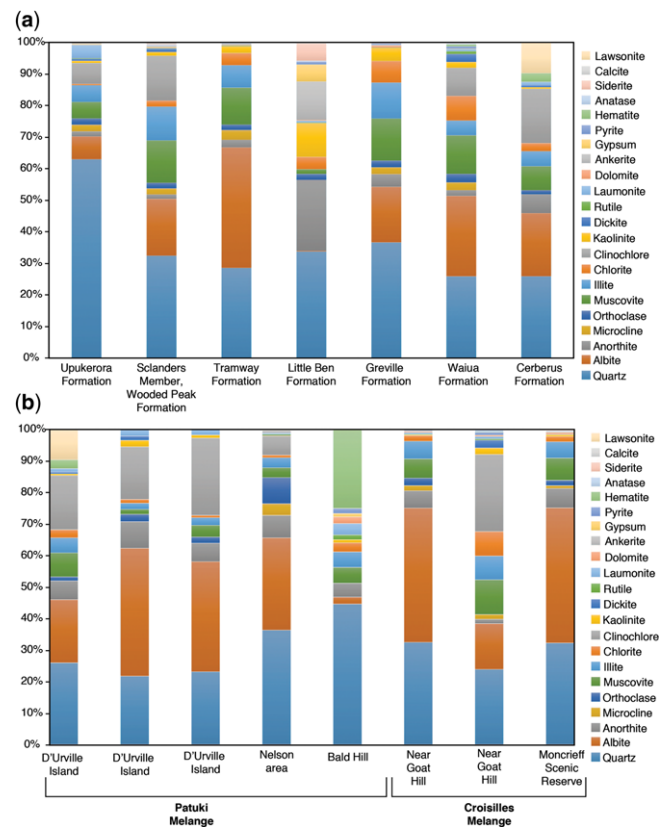 (a)
100%
90%
80%
70%
60%
50%
40%
30%
20%
10%
0%
Upukerora
Formation
Sclanders
Member,
Wooded Peak
Formation
Tramway
Formation
Little Ben
Formation
Greville
Formation
Waiua
Formation
Cerberus
Formation
Lawsonite
Calcite
Siderite
Anatase
Hematite
Pyrite
Gypsum
Ankerite
Dolomite
Laumonite
Rutile
Dickite
Kaolinite
Clinochlore
Chlorite
Illite
Muscovite
Orthoclase
Microcline
Anorthite
Albite
Quartz
(b)
100%
90%
80%
70%
60%
50%
40%
30%
20%
10%
0%
D'Urville
Island
D'Urville
Island
D'Urville
Island
Nelson
area
Bald Hill
Near
Goat
Hill
Near
Goat
Hill
Moncrieff
Scenic
Reserve
Patuki
Melange
Croisilles
Melange
Lawsonite
Calcite
Siderite
Anatase
Hematite
Pyrite
Gypsum
Ankerite
Dolomite
Laumonite
Rutile
Dickite
Kaolinite
Clinochlore
Chlorite
Illite
Muscovite
Orthoclase
Microcline
Anorthite
Albite
Quartz